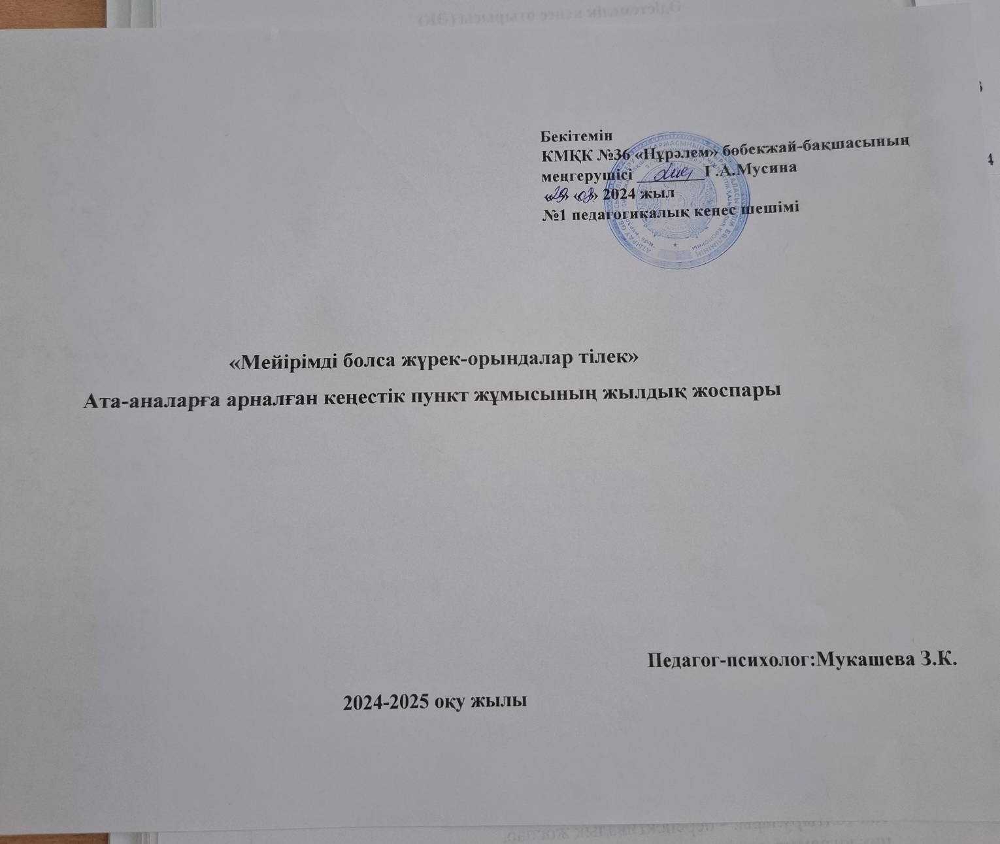 Бекітемін
КМҚК №36 «Нұрәлем» бөбекжай-бақшасының
меңгерушісі ________Г.А.Мусина
«29» «08» 2024 жыл
№1 педагогикалық кеңес шешімі
«Мейірімді болса жүрек-орындалар тілек»
Ата-аналарға арналған кеңестік пункт жұмысының жылдық жоспары
Педагог-психолог:Мукашева З.К.
2024-2025 оқу жылы